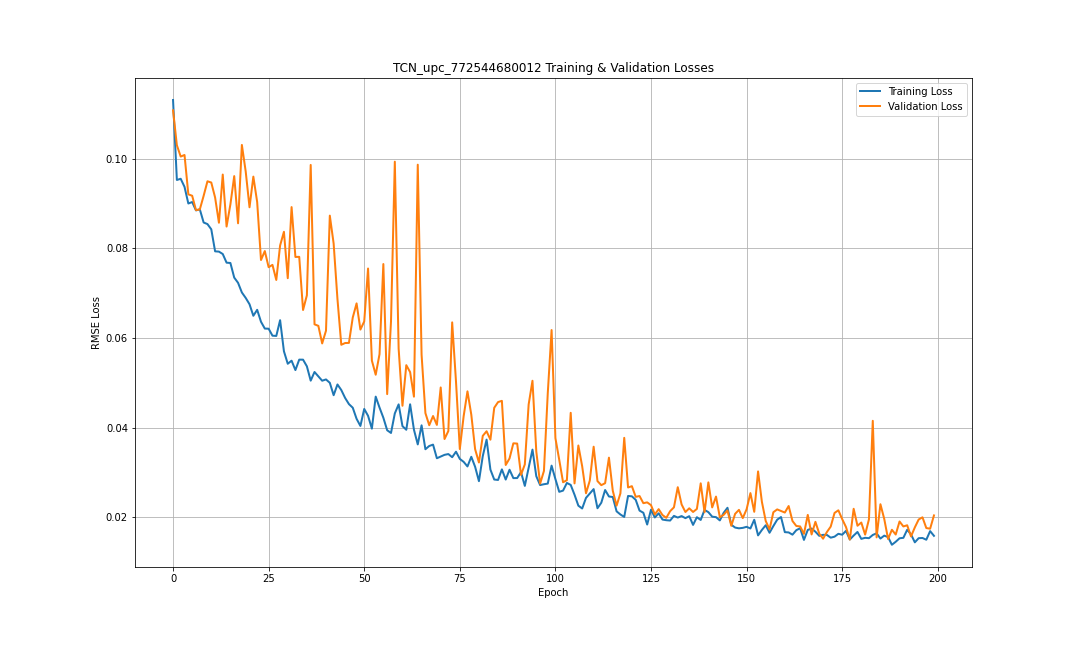 TCN_upc_772544680012 Training & Validation Losses
Training Loss
Validation Loss
RMSE Loss
0.10
0.08
0.06
0.04
0.02
0 25 50 75 100 125 150 175 200
Epoch